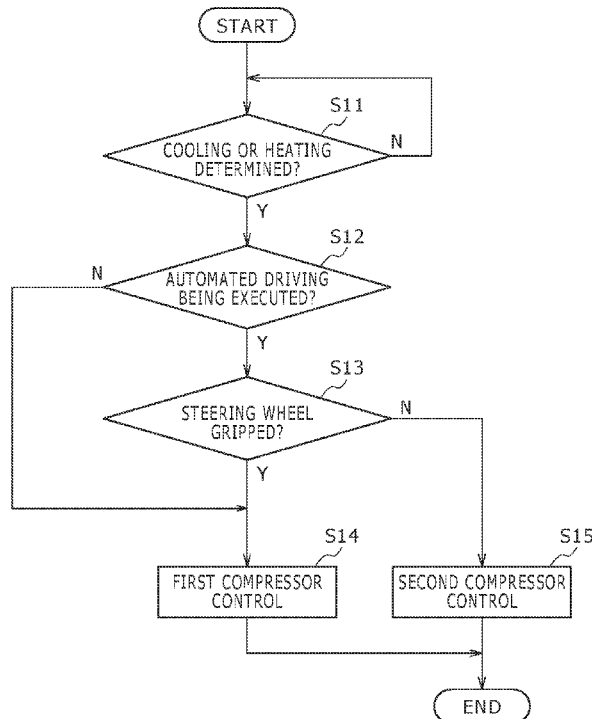 START
S11
COOLING OR HEATING
DETERMINED?
N
Y
S12
N
AUTOMATED DRIVING
BEING EXECUTED?
Y
S13
STEERING WHEEL
GRIPPED?
N
Y
S14
FIRST COMPRESSOR
CONTROL
S15
SECOND COMPRESSOR
CONTROL
END